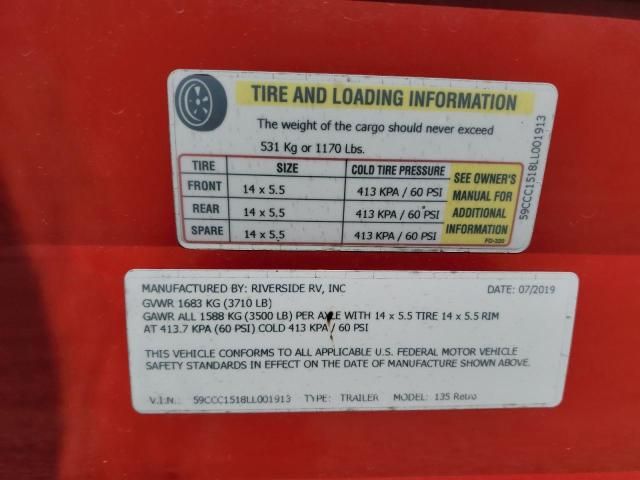 TIRE AND LOADING INFORMATION
The weight of the cargo should never exceed
531 Kg or 1170 Lbs.
TIRE SIZE COLD TIRE PRESSURE
FRONT 14 x 5.5 413 KPA / 60 PSI
REAR 14 x 5.5 413 KPA / 60 PSI
SPARE 14 x 5.5 413 KPA / 60 PSI
SEE OWNER'S
MANUAL FOR
ADDITIONAL
INFORMATION
FO-320
59CCC1518LL001913
MANUFACTURED BY: RIVERSIDE RV, INC DATE: 07/2019
GVWR 1683 KG (3710 LB)
GAWR ALL 1588 KG (3500 LB) PER AXLE WITH 14 x 5.5 TIRE 14 x 5.5 RIM
AT 413.7 KPA (60 PSI) COLD 413 KPA / 60 PSI
THIS VEHICLE CONFORMS TO ALL APPLICABLE U.S. FEDERAL MOTOR VEHICLE
SAFETY STANDARDS IN EFFECT ON THE DATE OF MANUFACTURE SHOWN ABOVE.
V.I.N.: 59CCC1518LL001913 TYPE: TRAILER MODEL: 135 Retro